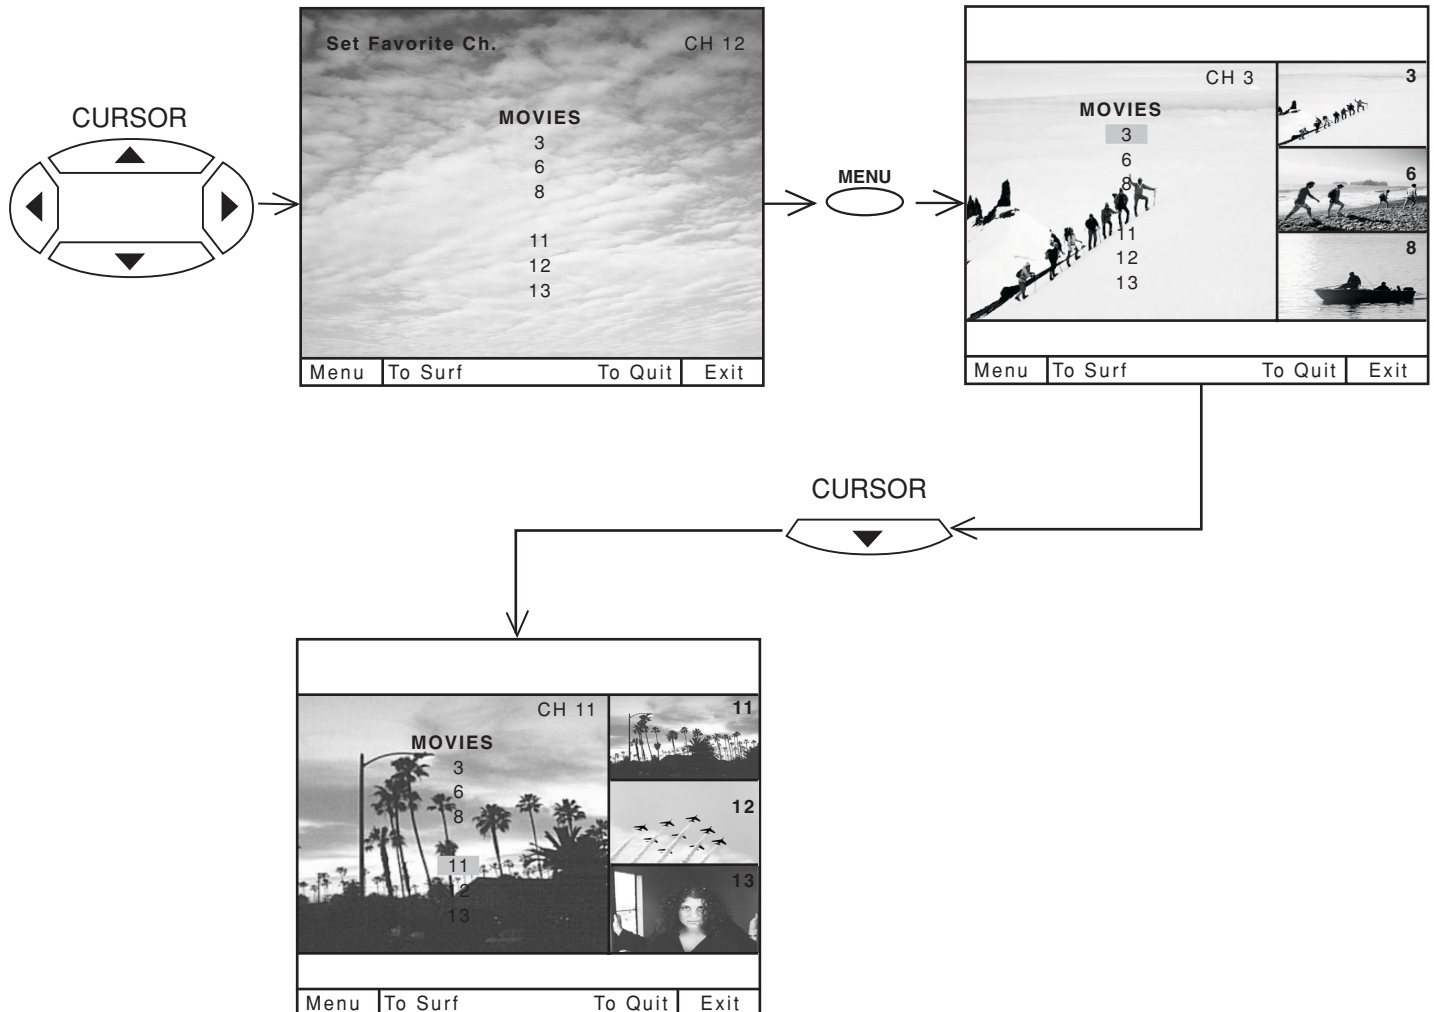 CURSOR
Set Favorite Ch. CH 12
MOVIES
3
6
8
11
12
13
Menu To Surf To Quit Exit
MENU
CH 3
MOVIES
3
6
8
11
12
13
3
6
8
Menu To Surf To Quit Exit
CURSOR
CH 11
MOVIES
3
6
8
11
12
13
11
12
13
Menu To Surf To Quit Exit